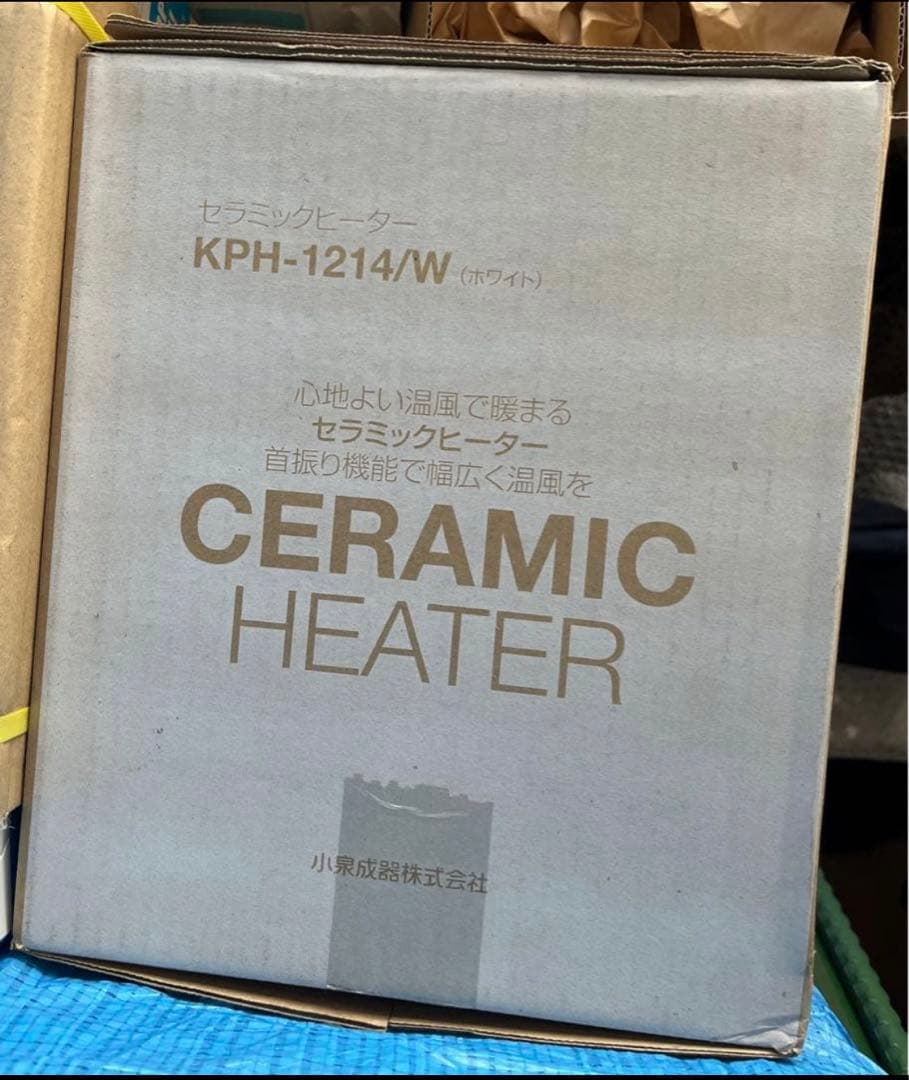 セラミックヒーター
KPH-1214/W (ホワイト)
心地よい温風で暖まる
セラミックヒーター
首振り機能で幅広く温風を
CERAMIC
HEATER
小泉成器株式会社